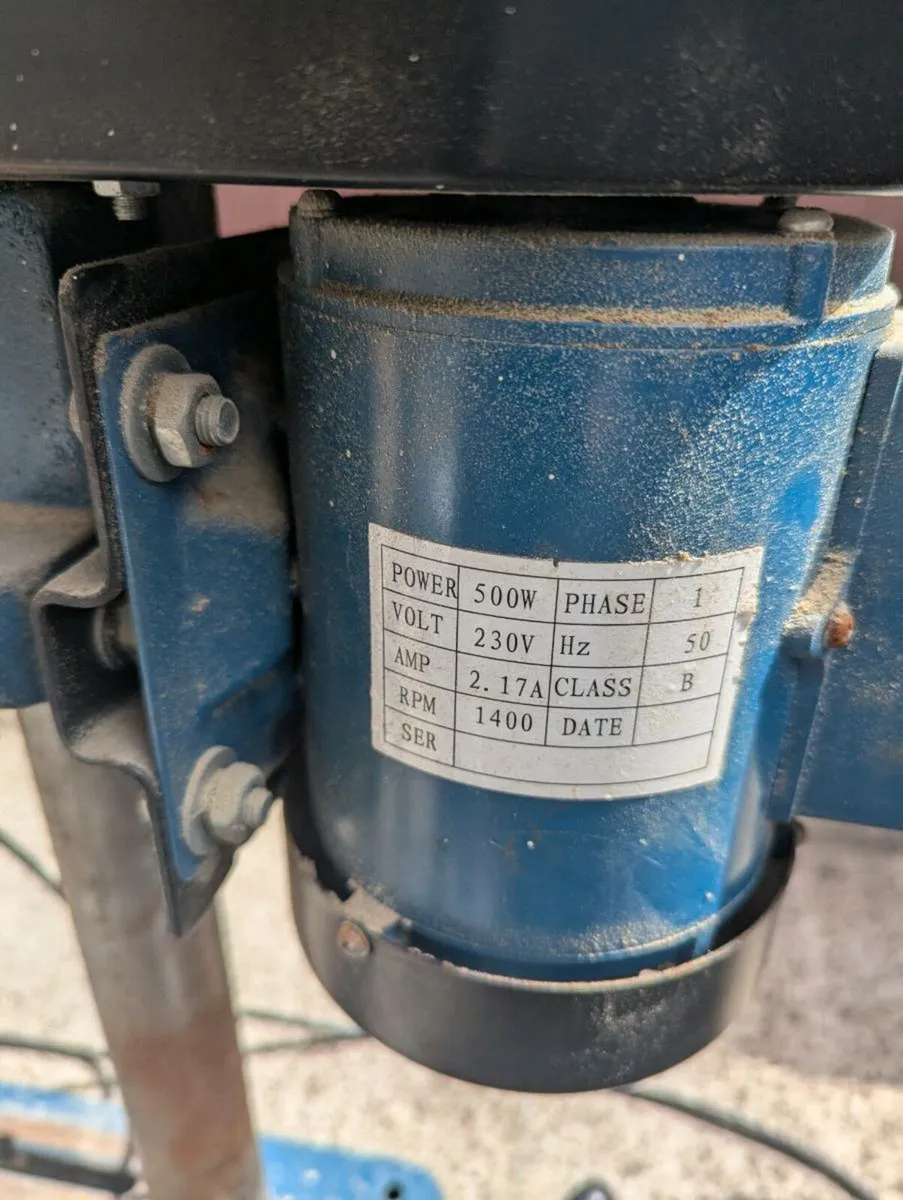 POWER 500W PHASE 1
VOLT 230V Hz 50
AMP 2.17A CLASS B
RPM 1400 DATE
SER